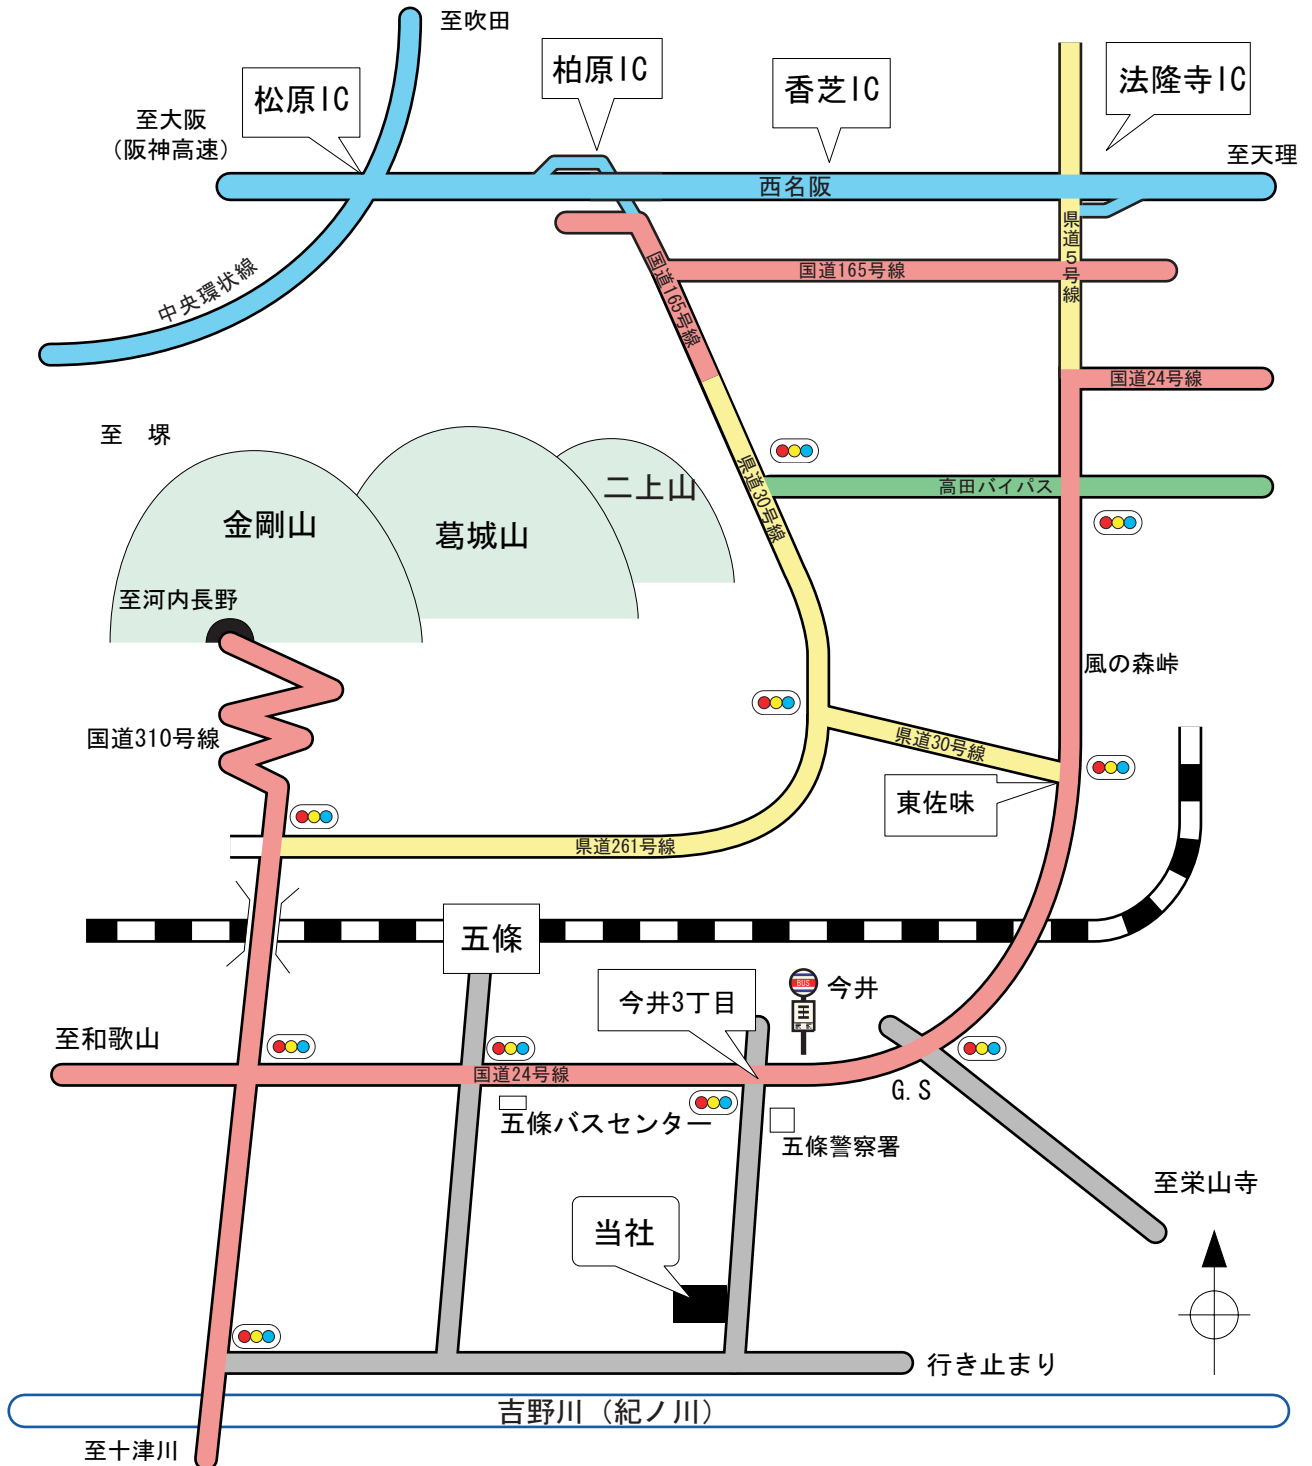 至吹田
柏原IC
香芝IC
法隆寺IC
松原IC
至大阪
(阪神高速)
至天理
西名阪
県道5号線
国道165号線
国道165号線
中央環状線
国道24号線
至 堺
二上山
県道30号線
高田バイパス
金剛山
葛城山
至河内長野
風の森峠
国道310号線
県道30号線
東佐味
県道261号線
五條
今井3丁目
BUS
今井
至和歌山
国道24号線
G.S
五條バスセンター
五條警察署
至栄山寺
当社
行き止まり
吉野川(紀ノ川)
至十津川